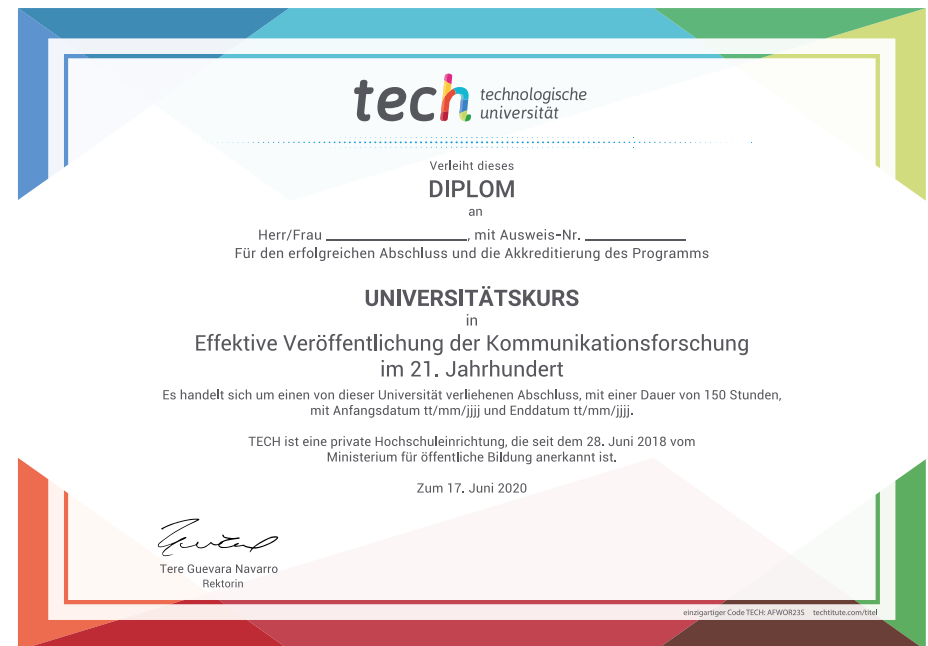 tech technologische
universität
Verleiht dieses
DIPLOM
an
Herr/Frau ____________________, mit Ausweis-Nr. ______________
Für den erfolgreichen Abschluss und die Akkreditierung des Programms
UNIVERSITÄTSKURS
in
Effektive Veröffentlichung der Kommunikationsforschung
im 21. Jahrhundert
Es handelt sich um einen von dieser Universität verliehenen Abschluss, mit einer Dauer von 150 Stunden,
mit Anfangsdatum tt/mm/jjjj und Enddatum tt/mm/jjjj.
TECH ist eine private Hochschuleinrichtung, die seit dem 28. Juni 2018 vom
Ministerium für öffentliche Bildung anerkannt ist.
Zum 17. Juni 2020
Tere Guevara Navarro
Rektorin
einzigartiger Code TECH: AFWOR23S techtitute.com/titel